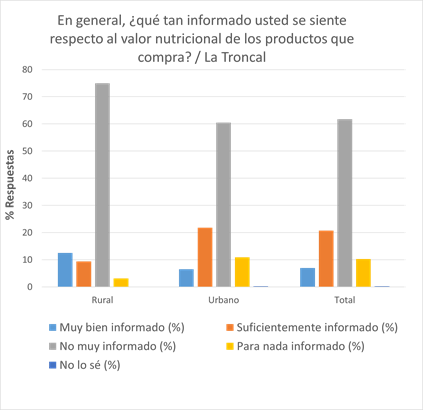 En general, ¿qué tan informado usted se siente
respecto al valor nutricional de los productos que
compra? / La Troncal
% Respuestas
80
70
60
50
40
30
20
10
0
Rural
Urbano
Total
Muy bien informado (%)
Suficientemente informado (%)
No muy informado (%)
Para nada informado (%)
No lo sé (%)